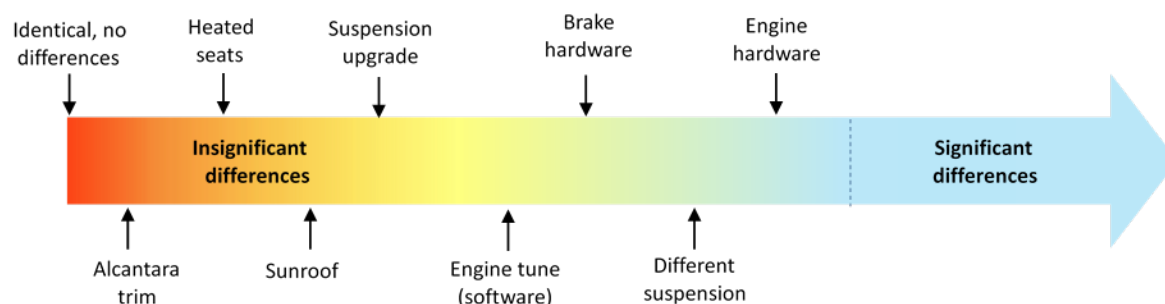 Identical, no
differences
Heated
seats
Suspension
upgrade
Brake
hardware
Engine
hardware
Insignificant
differences
Significant
differences
Alcantara
trim
Sunroof
Engine tune
(software)
Different
suspension